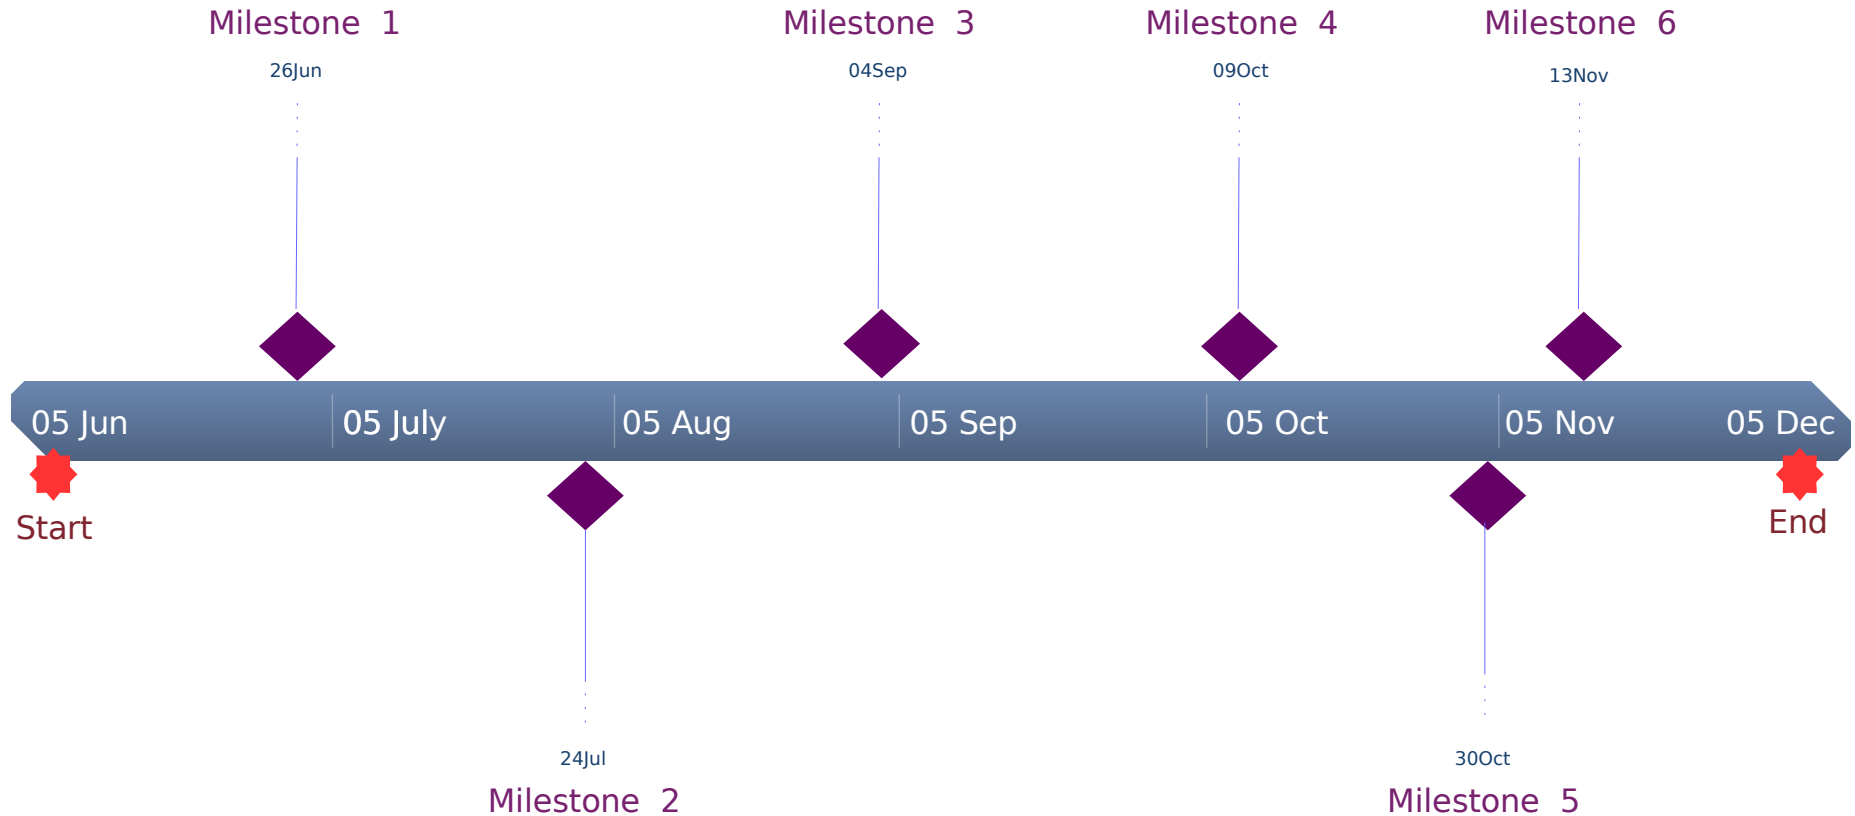 Milestone  1
Milestone  3
Milestone  4
Milestone  6
26Jun
04Sep
09Oct
13Nov
05 Jun
05 July
05 Aug
05 Sep
05 Oct
05 Nov
05 Dec
Start
End
24Jul
30Oct
Milestone  2
Milestone  5